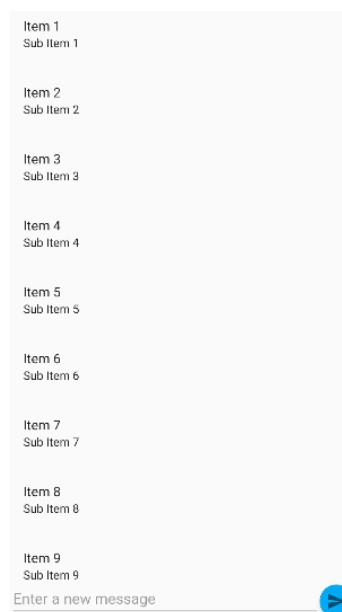 Item 1
Sub Item 1
Item 2
Sub Item 2
Item 3
Sub Item 3
Item 4
Sub Item 4
Item 5
Sub Item 5
Item 6
Sub Item 6
Item 7
Sub Item 7
Item 8
Sub Item 8
Item 9
Sub Item 9
Enter a new message